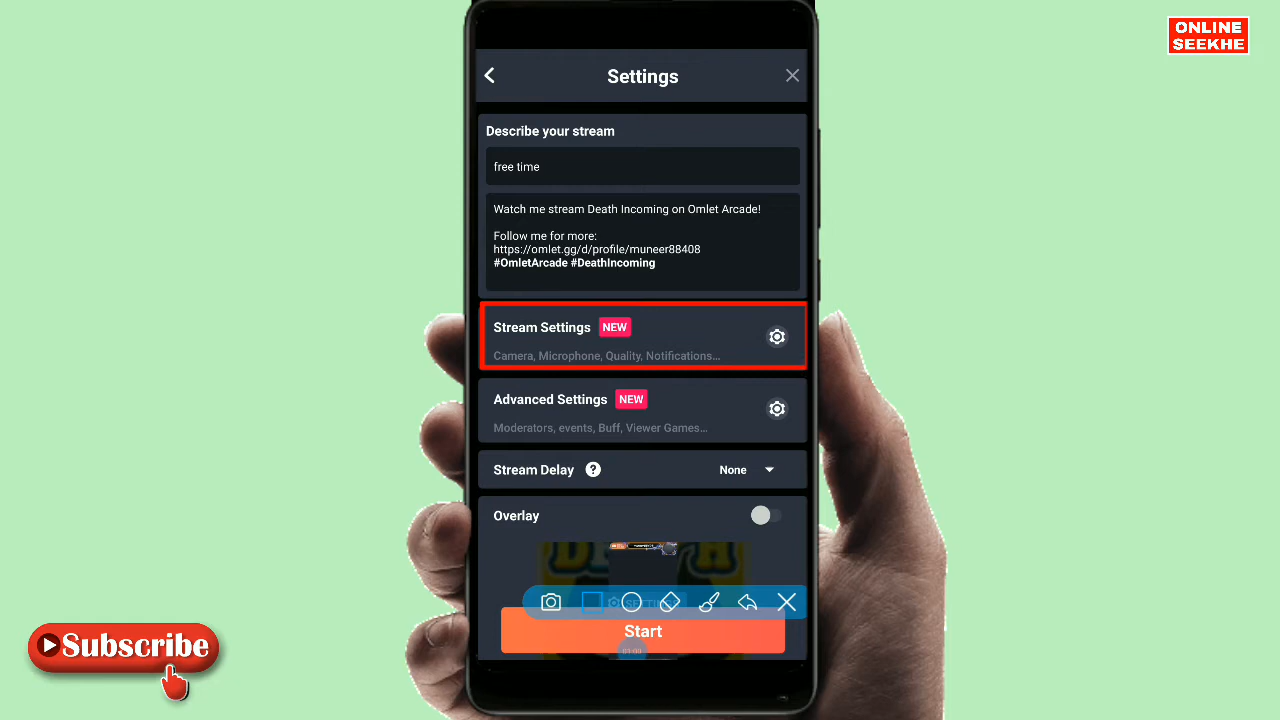 ONLINE
SEEKHE
Settings
Describe your stream
free time
Watch me stream Death Incoming on Omlet Arcade!
Follow me for more:
https://omlet.gg/d/profile/muneer88408
#OmletArcade #DeathIncoming
Stream Settings NEW
Camera, Microphone, Quality, Notifications...
Advanced Settings NEW
Moderators, events, Buff, Viewer Games...
Stream Delay ? None
Overlay
Start
01:09
Subscribe